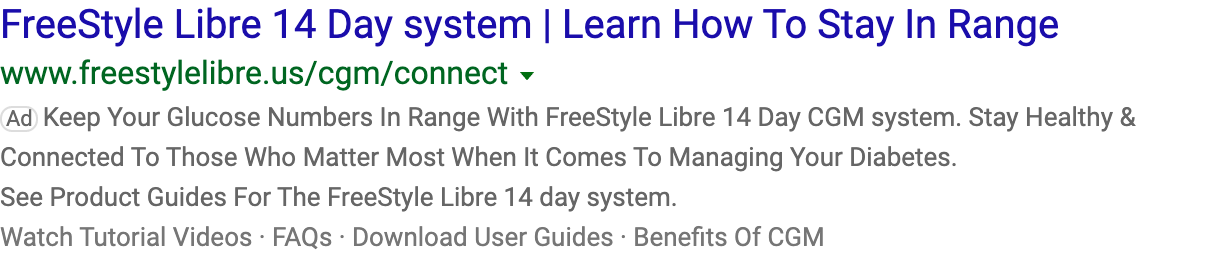 FreeStyle Libre 14 Day system | Learn How To Stay In Range
www.freestylelibre.us/cgm/connect
Ad Keep Your Glucose Numbers In Range With FreeStyle Libre 14 Day CGM system. Stay Healthy &
Connected To Those Who Matter Most When It Comes To Managing Your Diabetes.
See Product Guides For The FreeStyle Libre 14 day system.
Watch Tutorial Videos · FAQs · Download User Guides · Benefits Of CGM